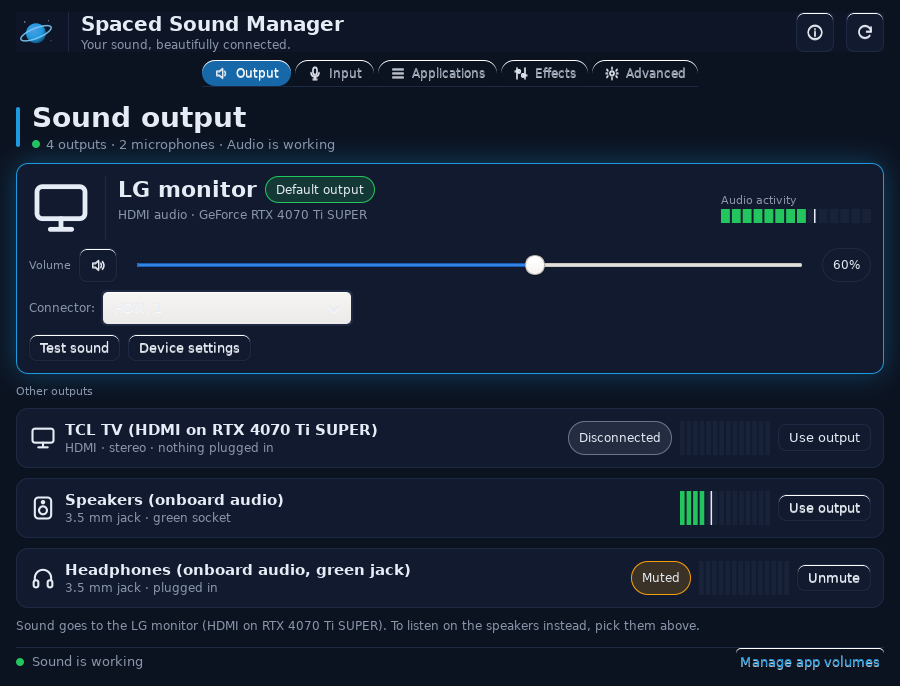 Spaced Sound Manager
Your sound, beautifully connected.
Output
Input
Applications
Effects
Advanced
Sound output
4 outputs · 2 microphones · Audio is working
LG monitor
Default output
HDMI audio · GeForce RTX 4070 Ti SUPER
Audio activity
Volume
60%
Connector:
Test sound
Device settings
Other outputs
TCL TV (HDMI on RTX 4070 Ti SUPER)
HDMI · stereo · nothing plugged in
Disconnected
Use output
Speakers (onboard audio)
3.5 mm jack · green socket
Use output
Headphones (onboard audio, green jack)
3.5 mm jack · plugged in
Muted
Unmute
Sound goes to the LG monitor (HDMI on RTX 4070 Ti SUPER). To listen on the speakers instead, pick them above.
Sound is working
Manage app volumes